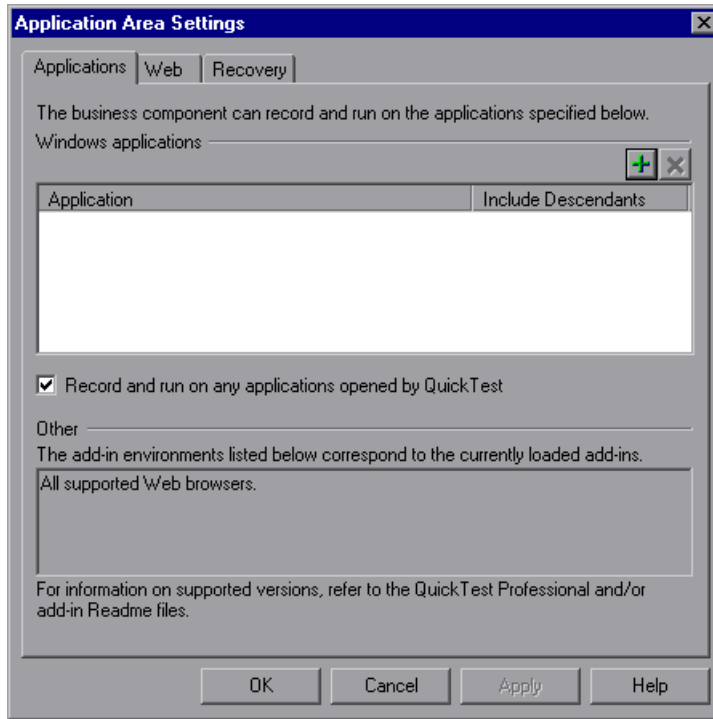 Application Area Settings
Applications Web Recovery
The business component can record and run on the applications specified below.
Windows applications
Application Include Descendants
Record and run on any applications opened by QuickTest
Other
The add-in environments listed below correspond to the currently loaded add-ins.
All supported Web browsers.
For information on supported versions, refer to the QuickTest Professional and/or
add-in Readme files.
OK Cancel Apply Help